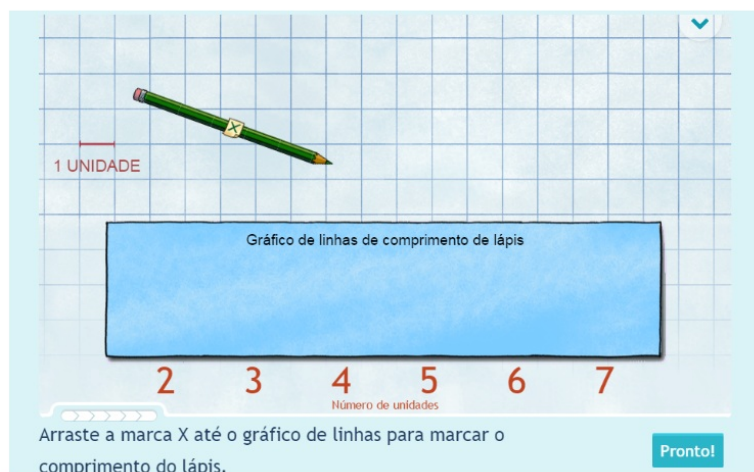 X
1 UNIDADE
Gráfico de linhas de comprimento de lápis
2 3 4 5 6 7
Número de unidades
Arraste a marca X até o gráfico de linhas para marcar o
comprimento do lápis.
Pronto!